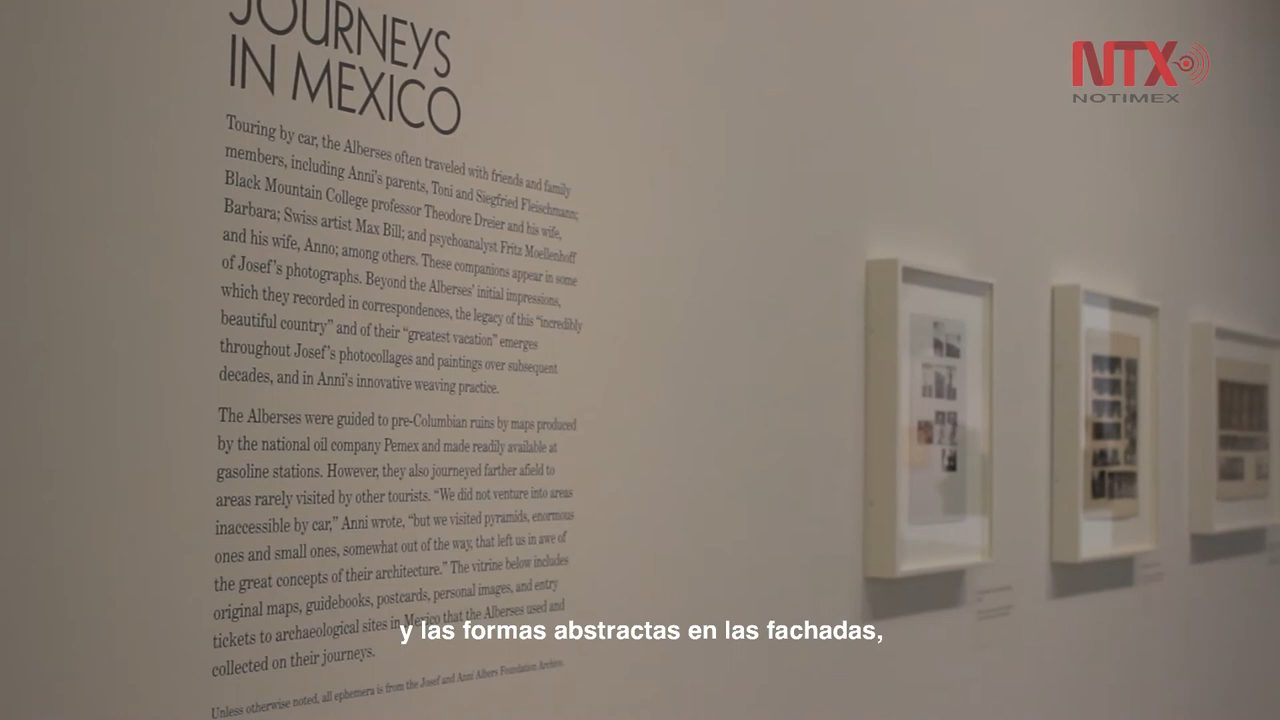 JOURNEYS
IN MEXICO
Touring by car, the Alberses often traveled with friends and family
members, including Anni's parents, Toni and Siegfried Fleischmann;
Black Mountain College professor Theodore Dreier and his wife,
Barbara; Swiss artist Max Bill; and psychoanalyst Fritz Moellenhoff
and his wife, Anno; among others. These companions appear in some
of Josef's photographs. Beyond the Alberses' initial impressions,
which they recorded in correspondences, the legacy of this “incredibly
beautiful country” and of their “greatest vacation” emerges
throughout Josef's photocollages and paintings over subsequent
decades, and in Anni's innovative weaving practice.
The Alberses were guided to pre-Columbian ruins by maps produced
by the national oil company Pemex and made readily available at
gasoline stations. However, they also journeyed farther afield to
areas rarely visited by other tourists. “We did not venture into areas
inaccessible by car,” Anni wrote, “but we visited pyramids, enormous
ones and small ones, somewhat out of the way, that left us in awe of
the great concepts of their architecture.” The vitrine below includes
original maps, guidebooks, postcards, personal images, and entry
tickets to archaeological sites in Mexico that the Alberses used and
collected on their journeys.
Unless otherwise noted, all ephemera is from the Josef and Anni Albers Foundation Archive.
NTX
NOTIMEX
y las formas abstractas en las fachadas,